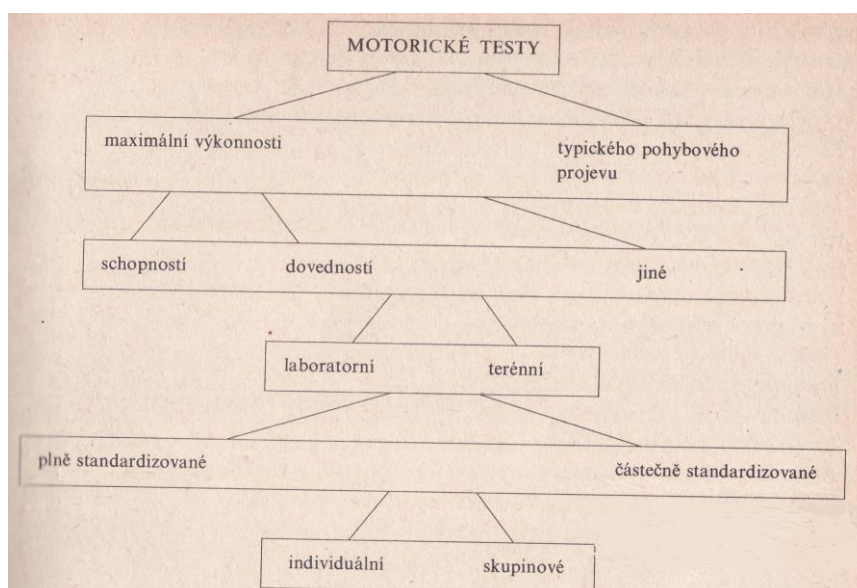 MOTORICKÉ TESTY
maximální výkonnosti
typického pohybového
projevu
schopností dovedností jiné
laboratorní terénní
plně standardizované částečně standardizované
individuální skupinové